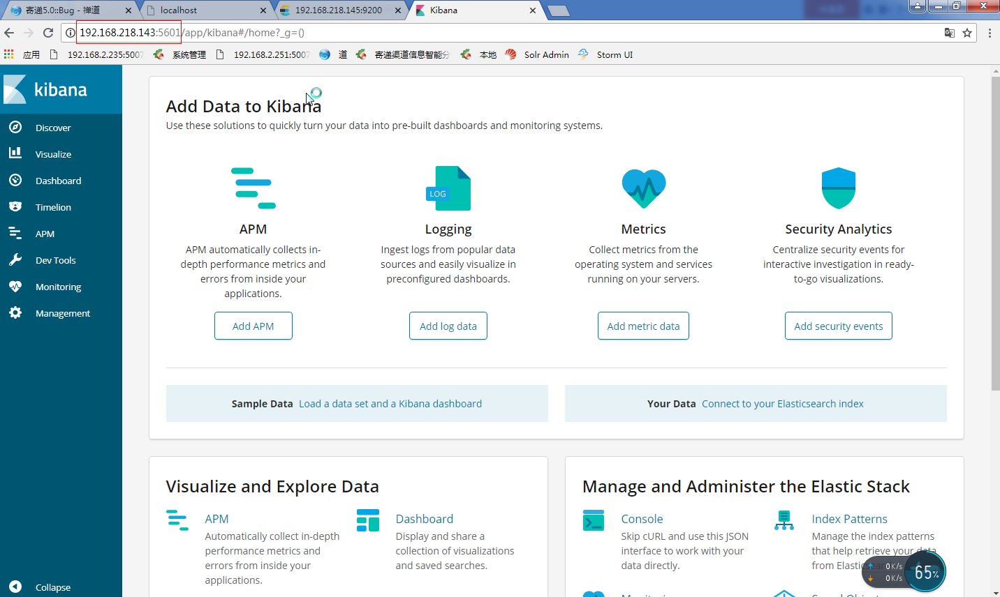 寄递5.0::Bug - 禅道
localhost
192.168.218.145:9200
Kibana
192.168.218.143:5601/app/kibana#/home?_g=()
应用
192.168.2.235:5007
系统管理
192.168.2.251:5007
道
寄递渠道信息智能分
本地
Solr Admin
Storm UI
kibana
Discover
Visualize
Dashboard
Timelion
APM
Dev Tools
Monitoring
Management
Collapse
Add Data to Kibana
Use these solutions to quickly turn your data into pre-built dashboards and monitoring systems.
LOG
APM
APM automatically collects in-
depth performance metrics and
errors from inside your
applications.
Add APM
Logging
Ingest logs from popular data
sources and easily visualize in
preconfigured dashboards.
Add log data
Metrics
Collect metrics from the
operating system and services
running on your servers.
Add metric data
Security Analytics
Centralize security events for
interactive investigation in ready-
to-go visualizations.
Add security events
Sample Data Load a data set and a Kibana dashboard
Your Data Connect to your Elasticsearch index
Visualize and Explore Data
APM
Automatically collect in-depth
performance metrics and
errors from inside your
applications.
Dashboard
Display and share a
collection of visualizations
and saved searches.
Manage and Administer the Elastic Stack
Console
Skip cURL and use this JSON
interface to work with your
data directly.
Index Patterns
Manage the index patterns
that help retrieve your data
from Elasticsearch.
0K/s
0K/s
65%